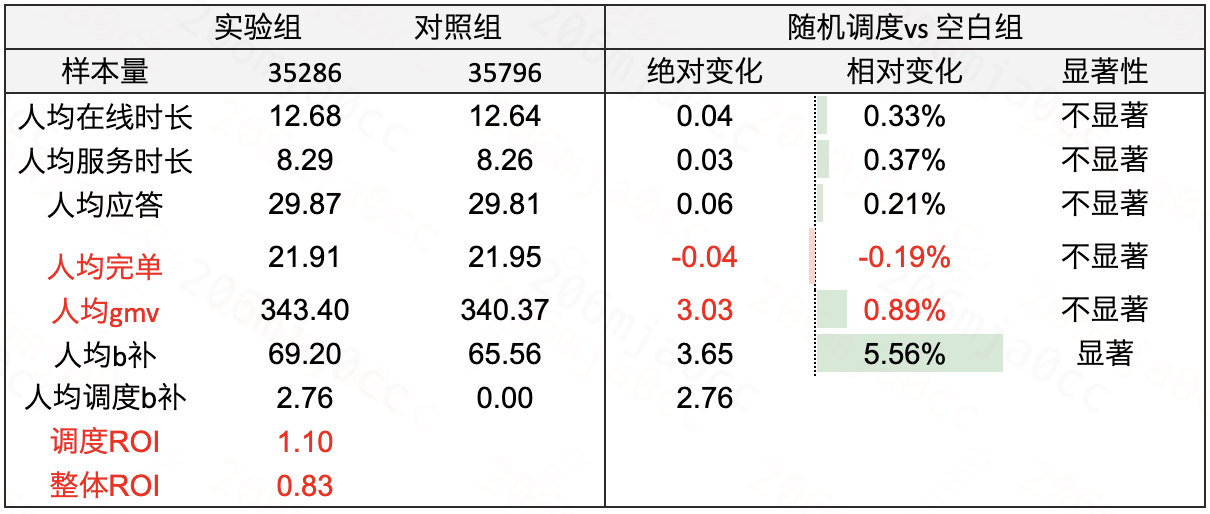 实验组 对照组 随机调度vs 空白组
样本量 35286 35796 绝对变化 相对变化 显著性
人均在线时长 12.68 12.64 0.04 0.33% 不显著
人均服务时长 8.29 8.26 0.03 0.37% 不显著
人均应答 29.87 29.81 0.06 0.21% 不显著
人均完单 21.91 21.95 -0.04 -0.19% 不显著
人均gmv 343.40 340.37 3.03 0.89% 不显著
人均b补 69.20 65.56 3.65 5.56% 显著
人均调度b补 2.76 0.00 2.76
调度ROI 1.10
整体ROI 0.83